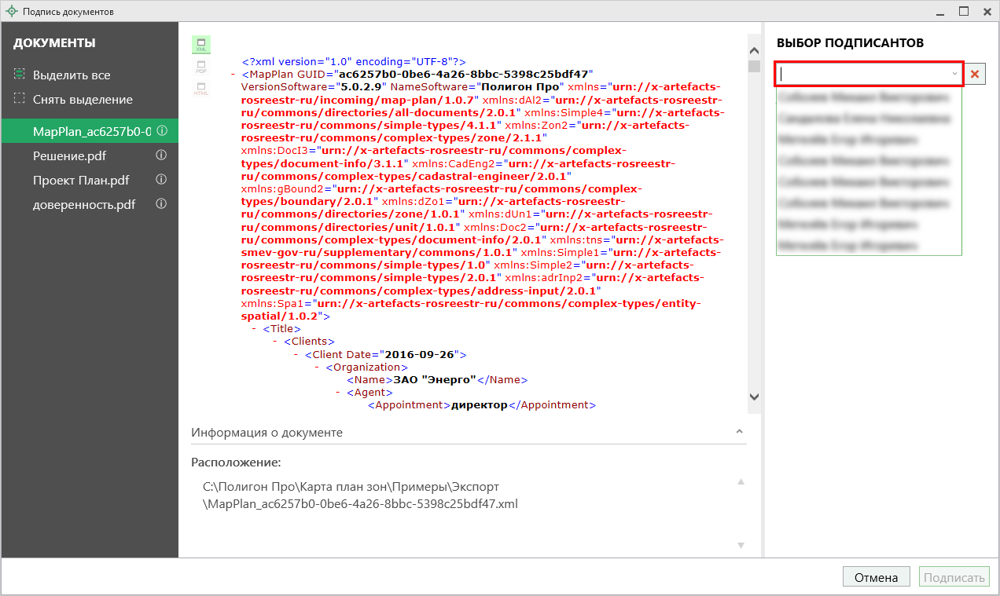 Подпись документов
ДОКУМЕНТЫ
Выделить все
Снять выделение
MapPlan_ac6257b0-0
Решение.pdf
Проект План.pdf
доверенность.pdf
XML
PDF
HTML
<?xml version="1.0" encoding="UTF-8"?>
- <MapPlan GUID="ac6257b0-0be6-4a26-8bbc-5398c25bdf47"
VersionSoftware="5.0.2.9" NameSoftware="Полигон Про" xmlns="urn://x-artefacts-
rosreestr-ru/incoming/map-plan/1.0.7" xmlns:dAl2="urn://x-artefacts-rosreestr-
ru/commons/directories/all-documents/2.0.1" xmlns:Simple4="urn://x-artefacts-
rosreestr-ru/commons/simple-types/4.1.1" xmlns:Zon2="urn://x-artefacts-
rosreestr-ru/commons/complex-types/zone/2.1.1"
xmlns:DocI3="urn://x-artefacts-rosreestr-ru/commons/complex-
types/document-info/3.1.1" xmlns:CadEng2="urn://x-artefacts-rosreestr-
ru/commons/complex-types/cadastral-engineer/2.0.1"
xmlns:gBound2="urn://x-artefacts-rosreestr-ru/commons/complex-
types/boundary/2.0.1" xmlns:dZo1="urn://x-artefacts-rosreestr-
ru/commons/directories/zone/1.0.1" xmlns:dUn1="urn://x-artefacts-rosreestr-
ru/commons/directories/unit/1.0.1" xmlns:Doc2="urn://x-artefacts-rosreestr-
ru/commons/complex-types/document-info/2.0.1" xmlns:tns="urn://x-artefacts-
smev-gov-ru/supplementary/commons/1.0.1" xmlns:Simple1="urn://x-artefacts-
rosreestr-ru/commons/simple-types/1.0" xmlns:Simple2="urn://x-artefacts-
rosreestr-ru/commons/simple-types/2.0.1" xmlns:adrInp2="urn://x-artefacts-
rosreestr-ru/commons/complex-types/address-input/2.0.1"
xmlns:Spa1="urn://x-artefacts-rosreestr-ru/commons/complex-types/entity-
spatial/1.0.2">
- <Title>
- <Clients>
- <Client Date="2016-09-26">
- <Organization>
<Name>ЗАО "Энерго"</Name>
- <Agent>
<Appointment>директор</Appointment>
Информация о документе
Расположение:
C:\Полигон Про\Карта план зон\Примеры\Экспорт
\MapPlan_ac6257b0-0be6-4a26-8bbc-5398c25bdf47.xml
ВЫБОР ПОДПИСАНТОВ
Отмена
Подписать